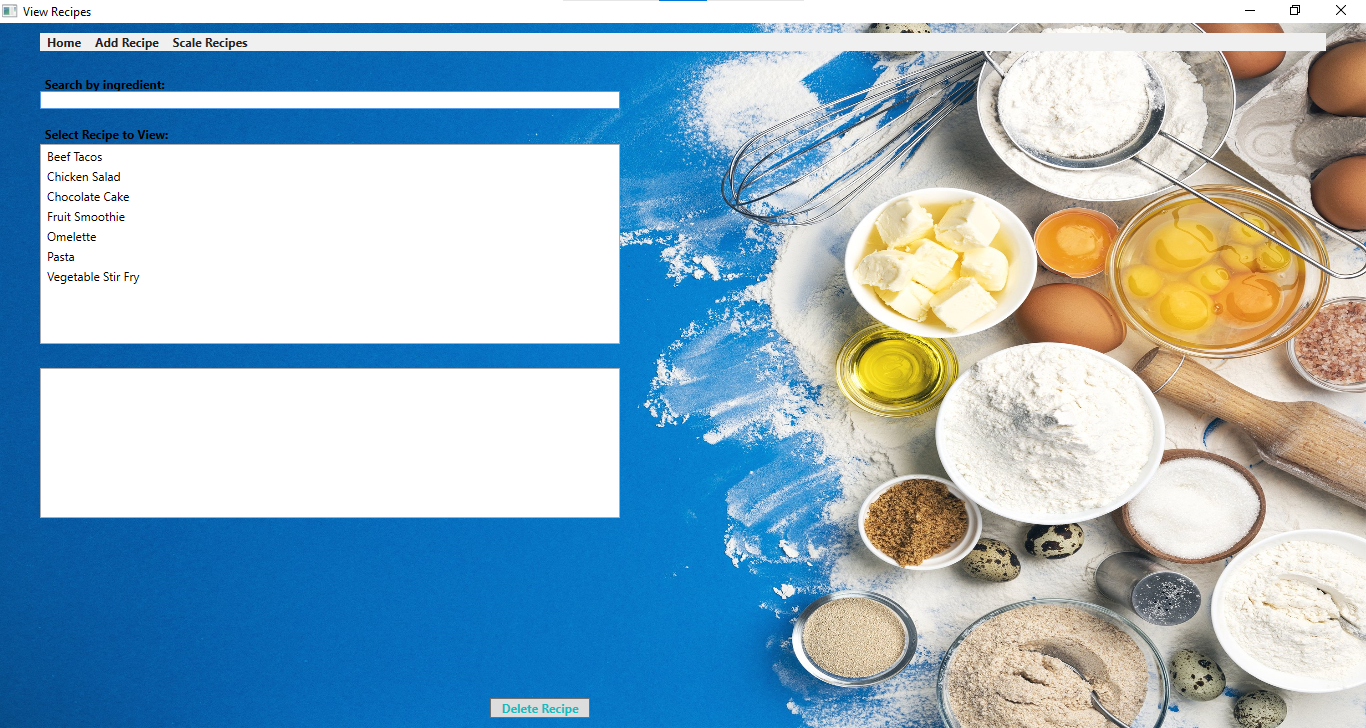 View Recipes
Home Add Recipe Scale Recipes
Search by ingredient:
Select Recipe to View:
Beef Tacos
Chicken Salad
Chocolate Cake
Fruit Smoothie
Omelette
Pasta
Vegetable Stir Fry
Delete Recipe